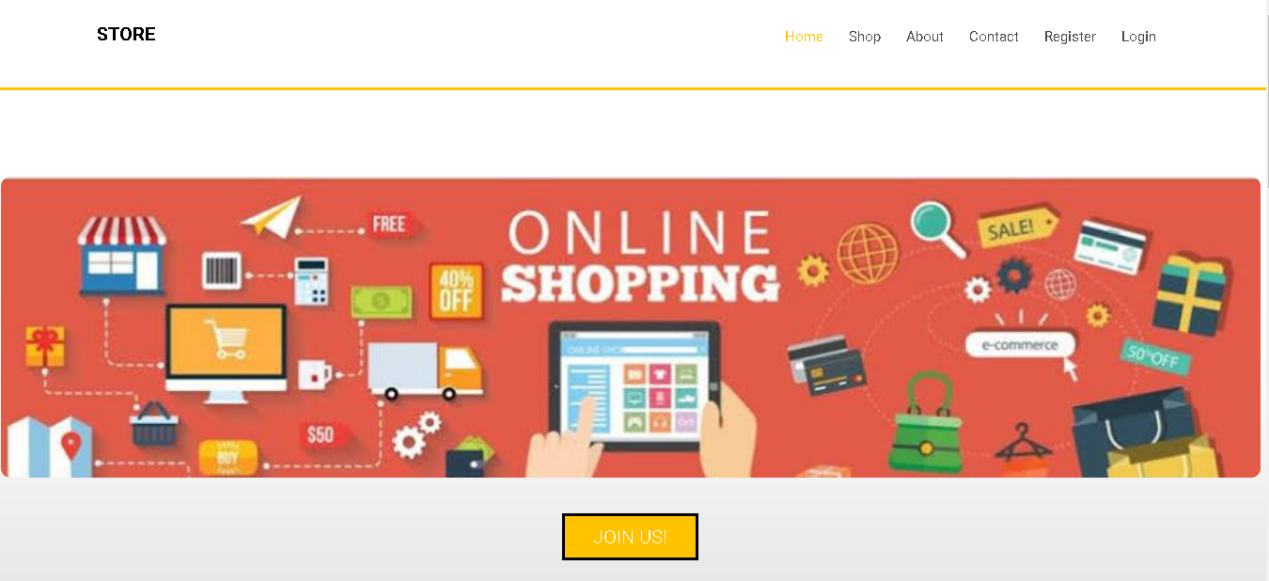 STORE
Home Shop About Contact Register Login
ONLINE
SHOPPING
FREE
40%
OFF
SALE!
e-commerce
50%OFF
$50
BUY
JOIN US!